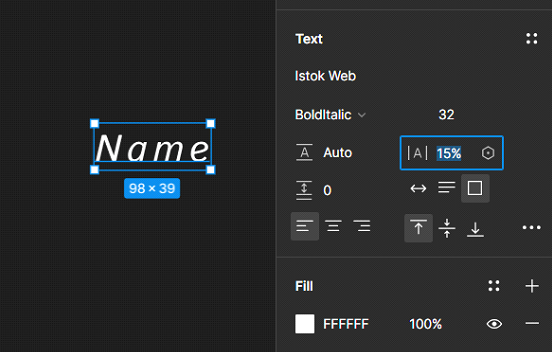 Text
Istok Web
BoldItalic 32
A Auto |A| 15%
0
Name
98 × 39
Fill
FFFFFF 100%